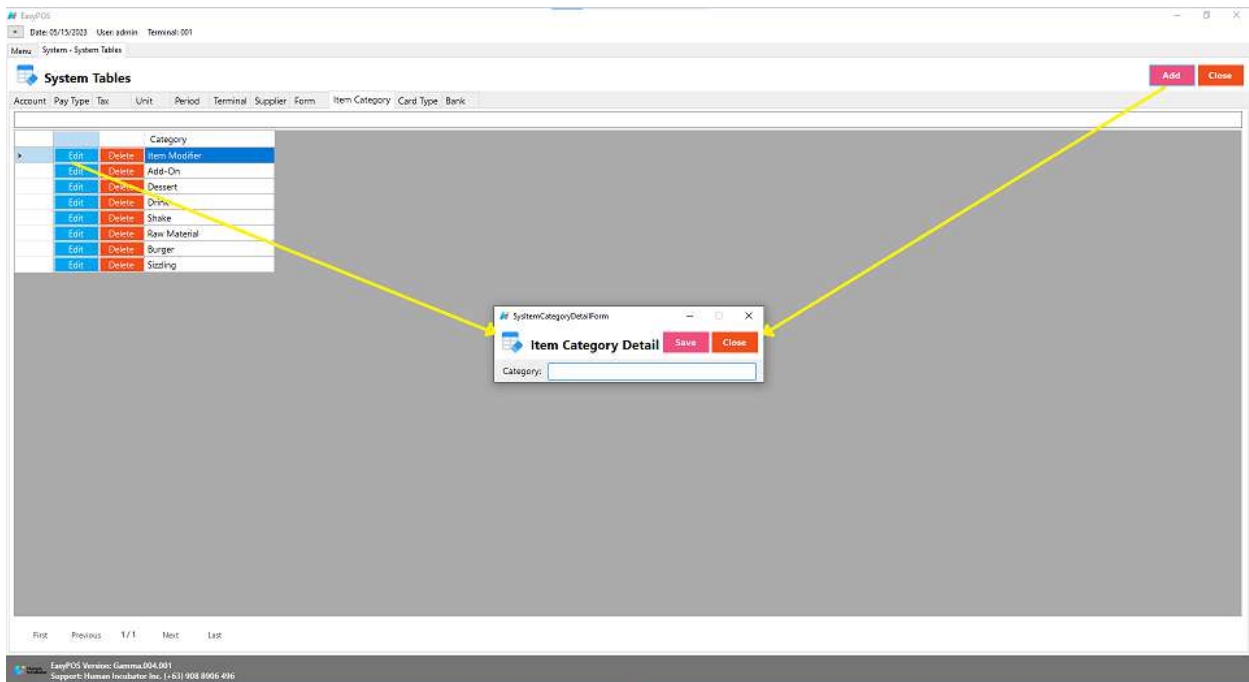 EasyPOS
Date: 05/15/2023 User: admin Terminal: 001
Menu System - System Tables
System Tables
Add Close
Account Pay Type Tax Unit Period Terminal Supplier Form Item Category Card Type Bank
Category
Edit Delete Item Modifier
Edit Delete Add-On
Edit Delete Dessert
Edit Delete Drink
Edit Delete Shake
Edit Delete Raw Material
Edit Delete Burger
Edit Delete Sizzling
SysItemCategoryDetailForm
Item Category Detail Save Close
Category:
First Previous 1/1 Next Last
EasyPOS Version: Gamma.004.001
Support: Human Incubator Inc. (+63) 908 8906 496